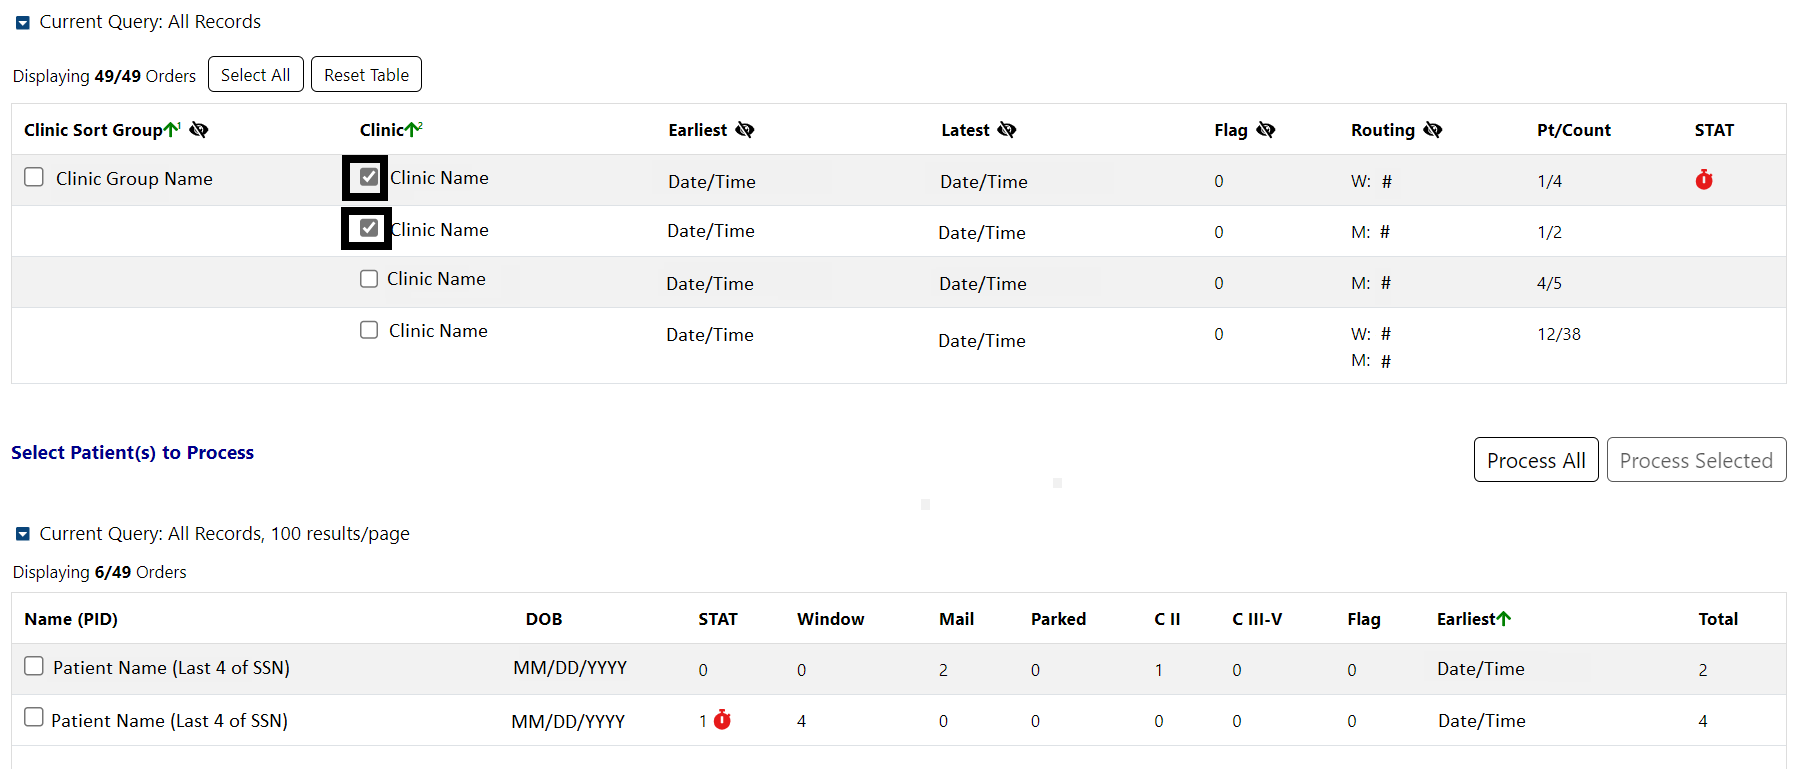 Current Query: All Records
Displaying 49/49 Orders Select All Reset Table
Clinic Sort Group 1 Clinic 2 Earliest Latest Flag Routing Pt/Count STAT
Clinic Group Name Clinic Name Date/Time Date/Time 0 W: # 1/4
Clinic Name Date/Time Date/Time 0 M: # 1/2
Clinic Name Date/Time Date/Time 0 M: # 4/5
Clinic Name Date/Time Date/Time 0 W: # 12/38
M: #
Select Patient(s) to Process Process All Process Selected
Current Query: All Records, 100 results/page
Displaying 6/49 Orders
Name (PID) DOB STAT Window Mail Parked C II C III-V Flag Earliest Total
Patient Name (Last 4 of SSN) MM/DD/YYYY 0 0 2 0 1 0 0 Date/Time 2
Patient Name (Last 4 of SSN) MM/DD/YYYY 1 4 0 0 0 0 0 Date/Time 4